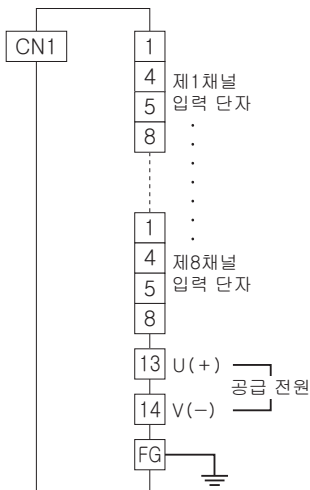 CN1
1
4
5
8
제1채널
입력 단자
1
4
5
8
제8채널
입력 단자
13 U(+)
공급 전원
14 V(-)
FG